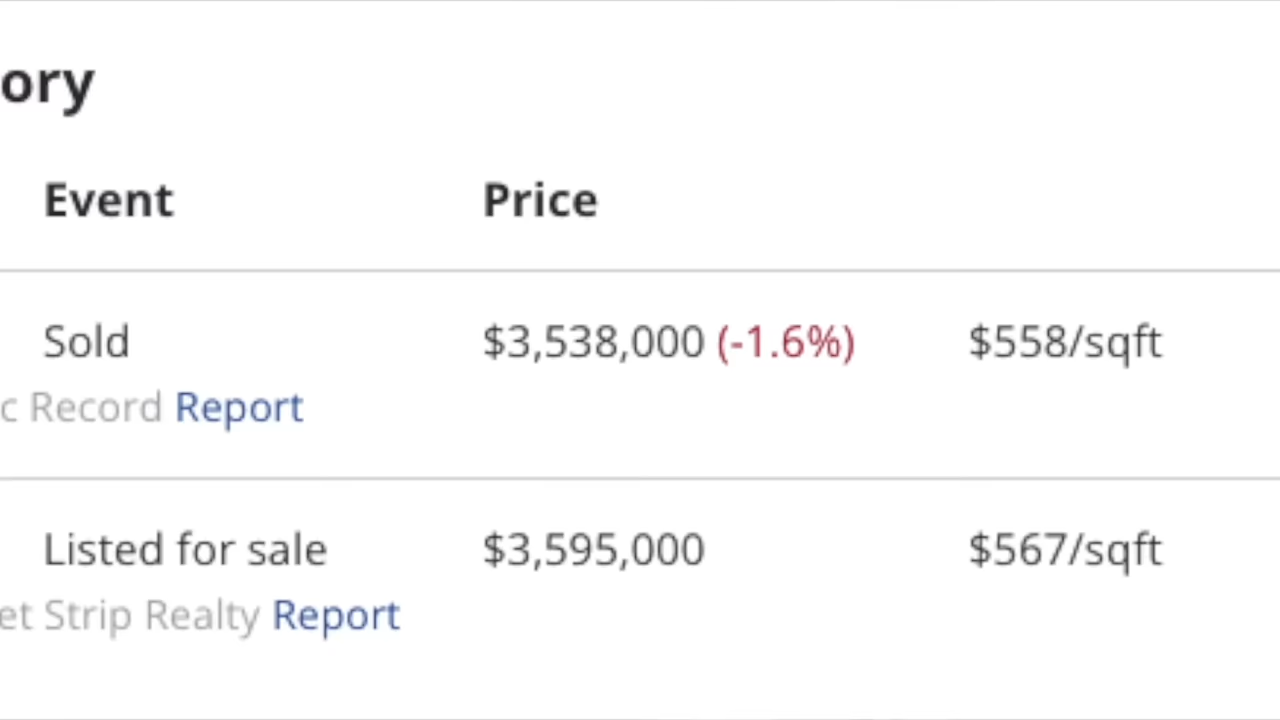 ory
Event Price
Sold $3,538,000 (-1.6%) $558/sqft
c Record Report
Listed for sale $3,595,000 $567/sqft
et Strip Realty Report